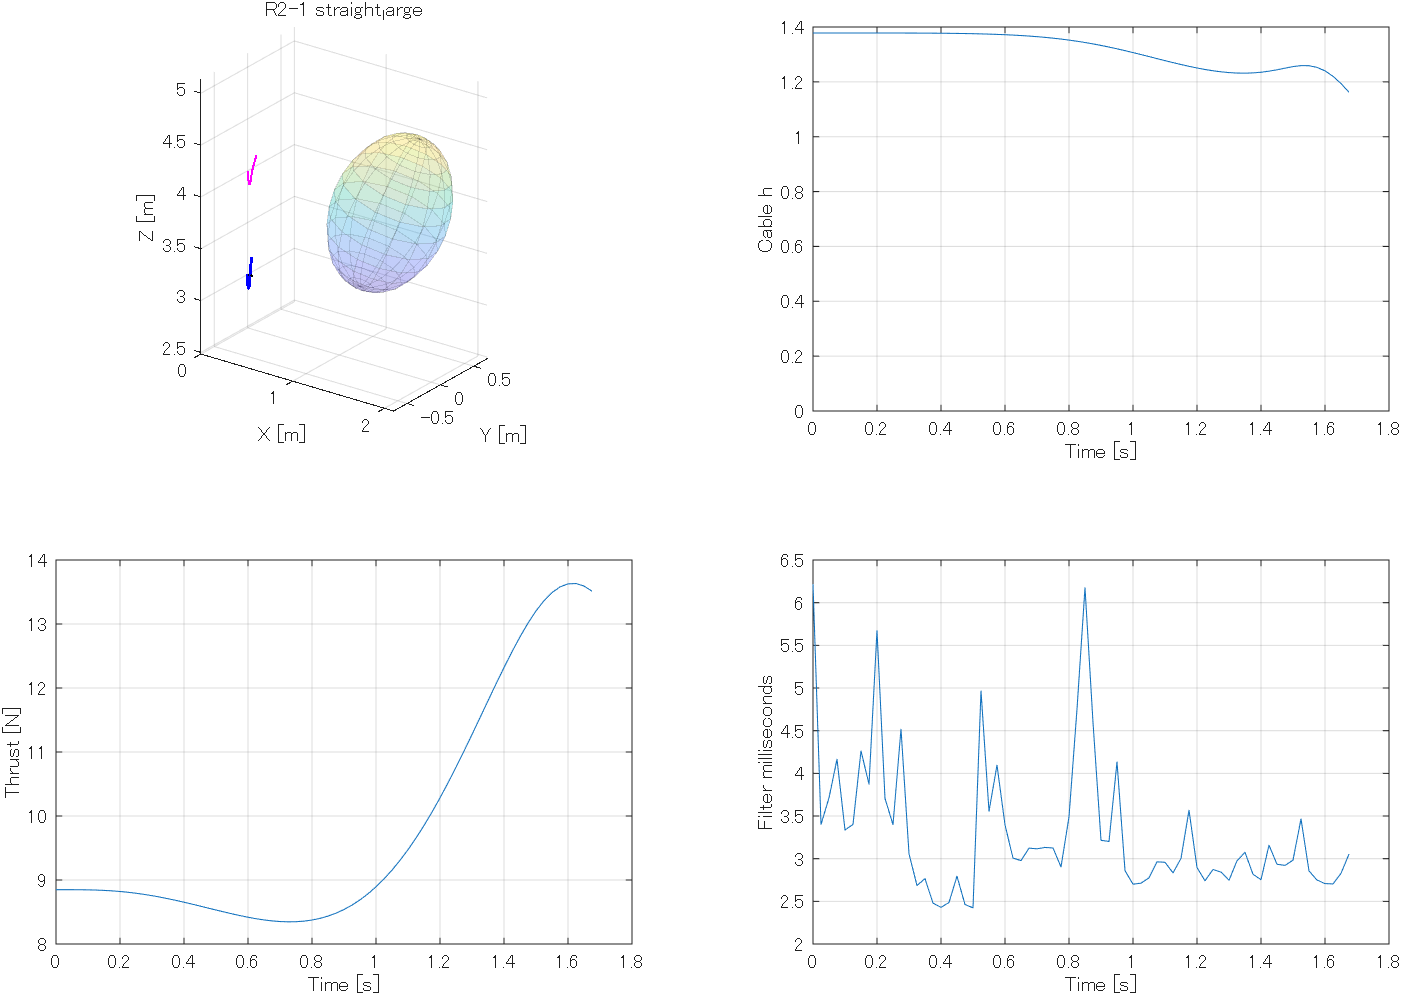 R2-1 straightlarge
5
4.5
4
3.5
3
2.5
Z [m]
0
1
2
X [m]
-0.5
0
0.5
Y [m]
1.4
1.2
1
0.8
0.6
0.4
0.2
0
Cable h
0 0.2 0.4 0.6 0.8 1 1.2 1.4 1.6 1.8
Time [s]
14
13
12
11
10
9
8
Thrust [N]
0 0.2 0.4 0.6 0.8 1 1.2 1.4 1.6 1.8
Time [s]
6.5
6
5.5
5
4.5
4
3.5
3
2.5
2
Filter milliseconds
0 0.2 0.4 0.6 0.8 1 1.2 1.4 1.6 1.8
Time [s]